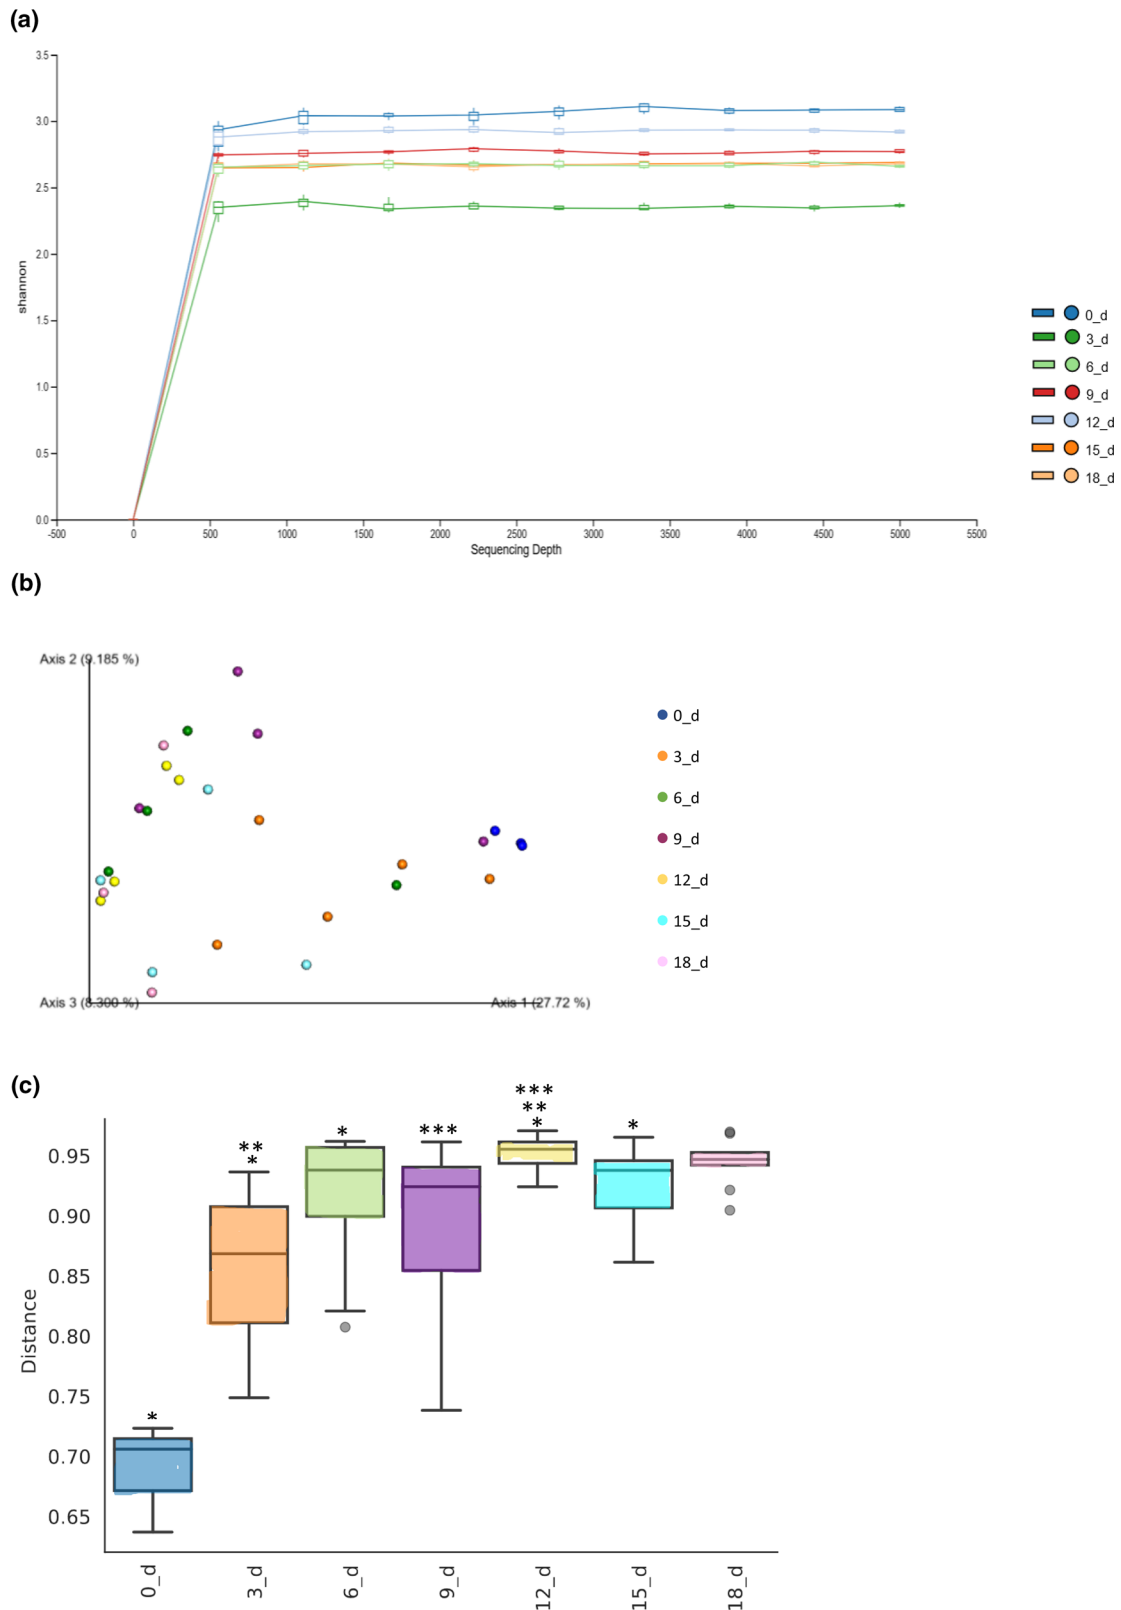 (a)
3.5
3.0
2.5
2.0
1.5
1.0
0.5
0.0
shannon
-500 0 500 1000 1500 2000 2500 3000 3500 4000 4500 5000 5500
Sequencing Depth
0_d
3_d
6_d
9_d
12_d
15_d
18_d
(b)
Axis 2 (9.185 %)
Axis 3 (8.300 %)
Axis 1 (27.72 %)
0_d
3_d
6_d
9_d
12_d
15_d
18_d
(c)
***
**
*
**
*
*
***
*
*
0.95
0.90
0.85
0.80
0.75
0.70
0.65
Distance
0_d 3_d 6_d 9_d 12_d 15_d 18_d